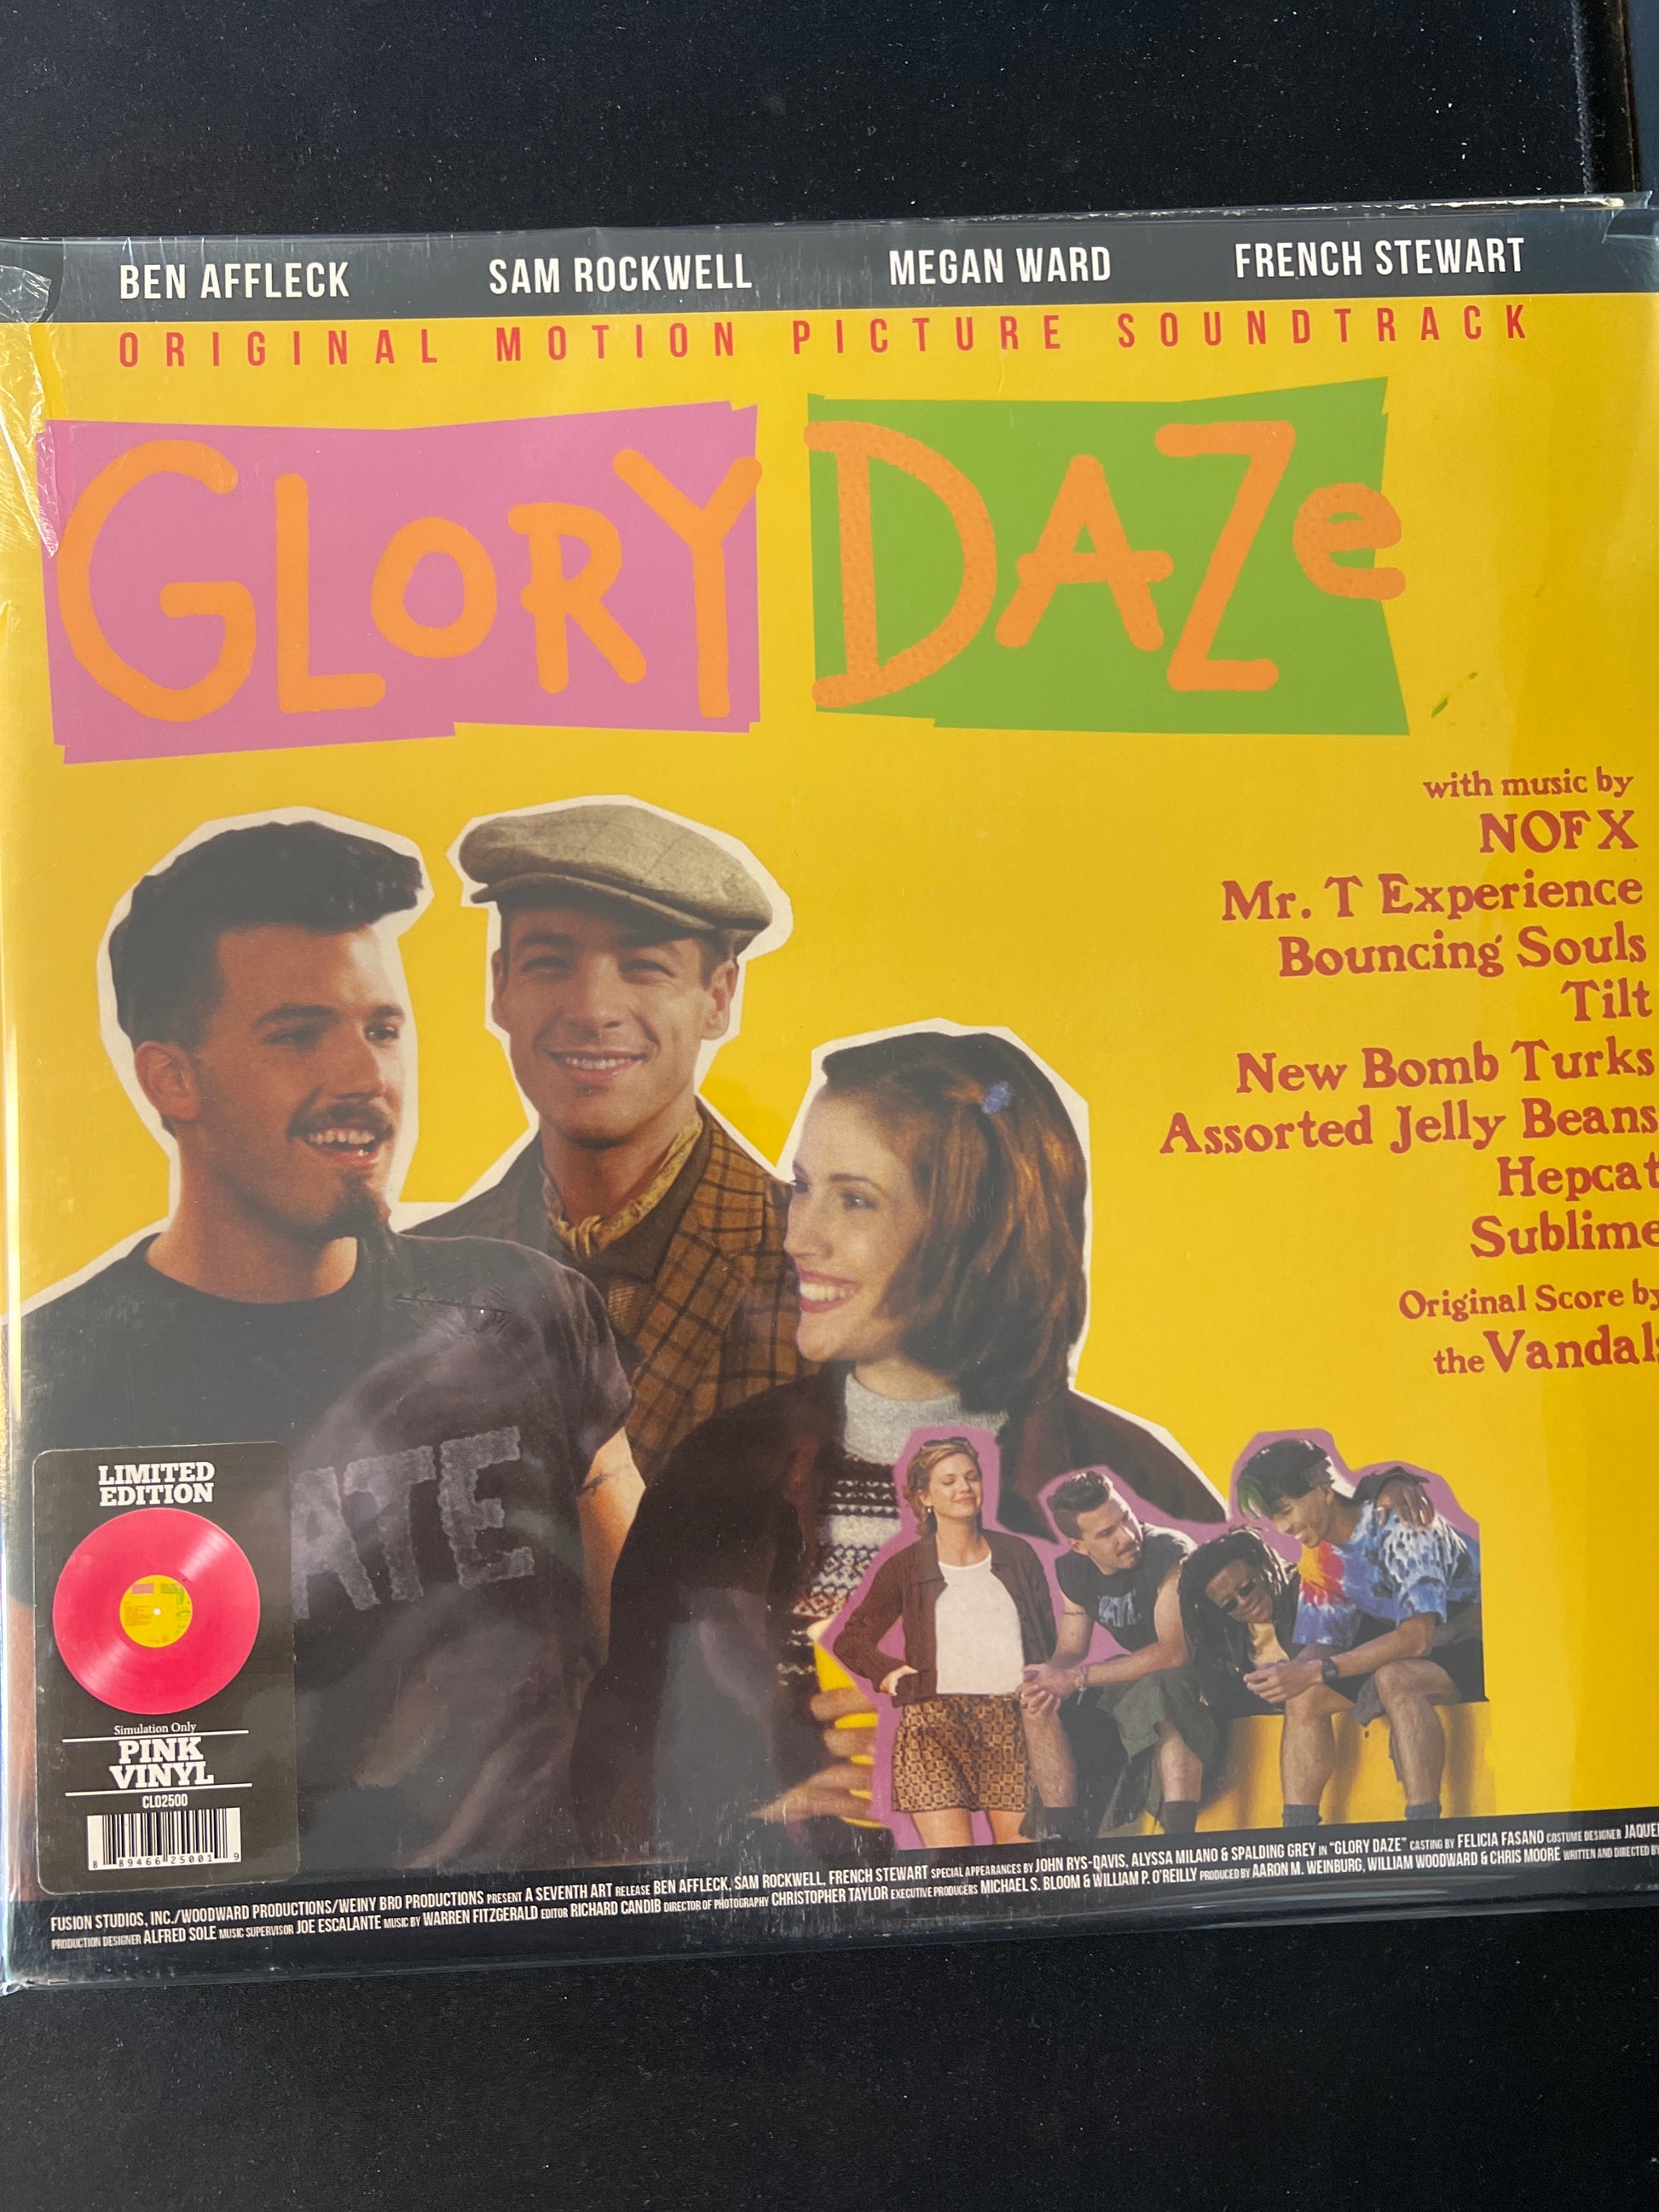 BEN AFFLECK SAM ROCKWELL MEGAN WARD FRENCH STEWART
ORIGINAL MOTION PICTURE SOUNDTRACK
GLORY DAZe
with music by
NOFX
Mr. T Experience
Bouncing Souls
Tilt
New Bomb Turks
Assorted Jelly Beans
Hepcat
Sublime
Original Score by
the Vandals
ATE
LIMITED
EDITION
Simulation Only
PINK
VINYL
CLO2500
8 89466 25001 9
FUSION STUDIOS, INC./WOODWARD PRODUCTIONS/WEINY BRO PRODUCTIONS PRESENT A SEVENTH ART RELEASE BEN AFFLECK, SAM ROCKWELL, FRENCH STEWART SPECIAL APPEARANCES BY JOHN RYS-DAVIS, ALYSSA MILANO & SPALDING GREY IN "GLORY DAZE" CASTING BY FELICIA FASANO COSTUME DESIGNER
PRODUCTION DESIGNER ALFRED SOLE MUSIC SUPERVISOR JOE ESCALANTE MUSIC BY WARREN FITZGERALD EDITOR RICHARD CANDIB DIRECTOR OF PHOTOGRAPHY CHRISTOPHER TAYLOR EXECUTIVE PRODUCERS MICHAEL S. BLOOM & WILLIAM P. O'REILLY PRODUCED BY AARON M. WEINBURG, WILLIAM WOODWARD & CHRIS MOORE WRITTEN AND DIRECTED BY